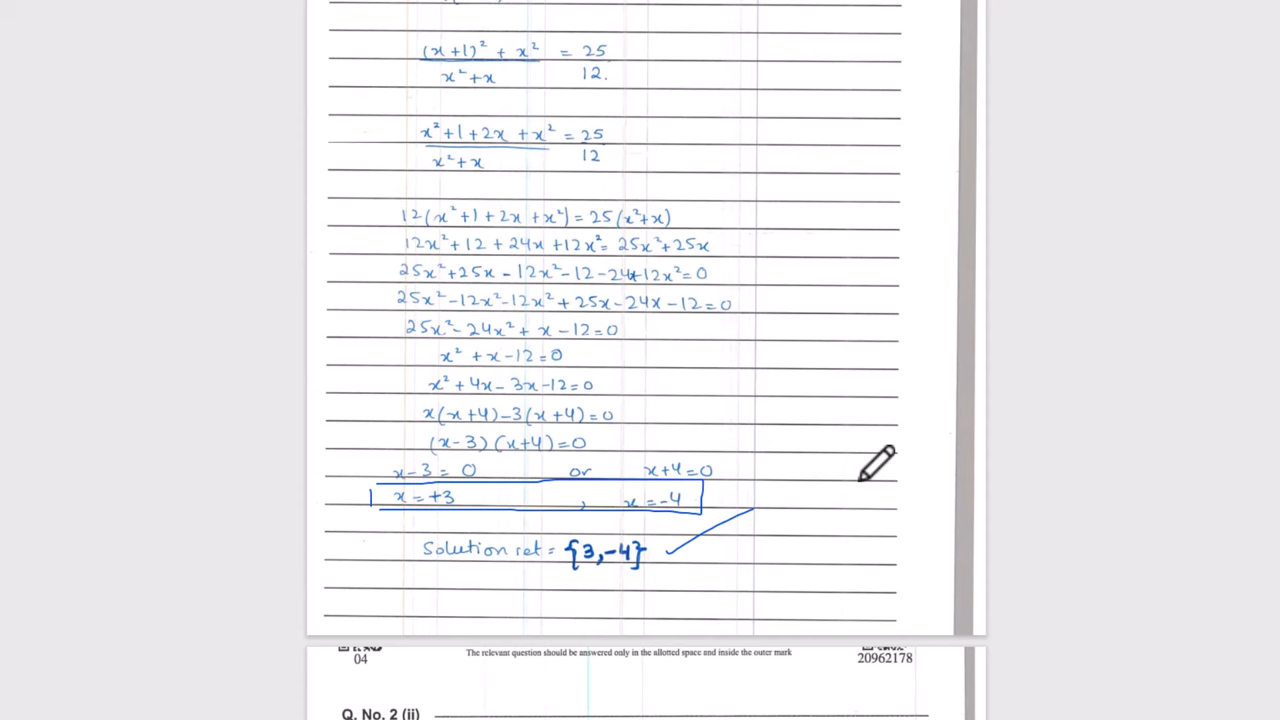 (x+1)² + x² = 25
x²+x 12.
x²+1+2x+x² = 25
x²+x 12
12(x²+1+2x+x²)=25(x²+x)
12x²+12+24x+12x²=25x²+25x
25x²+25x-12x²-12-24x-12x²=0
25x²-12x²-12x²+25x-24x-12=0
25x²-24x²+x-12=0
x²+x-12=0
x²+4x-3x-12=0
x(x+4)-3(x+4)=0
(x-3)(x+4)=0
x-3=0 or x+4=0
x=+3 , x=-4
Solution set = {3,-4}
04 The relevant question should be answered only in the allotted space and inside the outer mark 20962178
Q. No. 2 (ii)